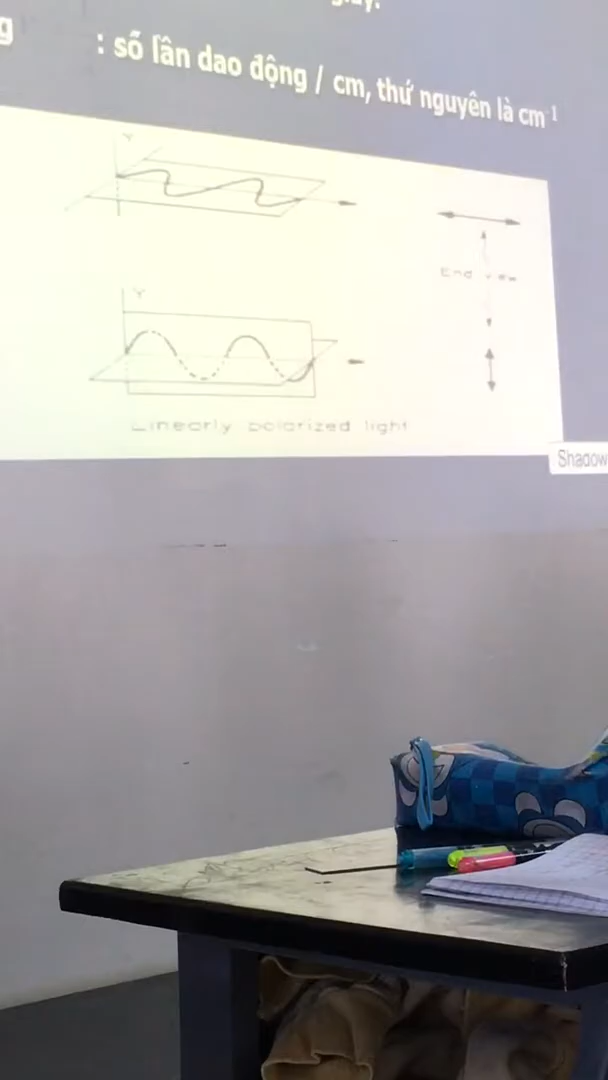 g : số lần dao động / cm, thứ nguyên là cm-1
Y
End view
Y
Linearly polarized light
Shadow